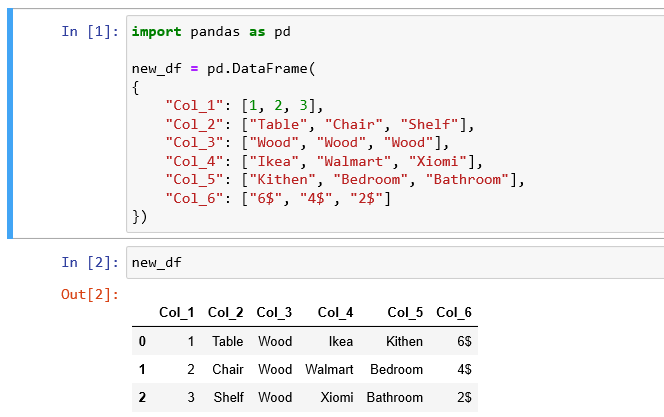 In [1]: import pandas as pd
new_df = pd.DataFrame(
{
"Col_1": [1, 2, 3],
"Col_2": ["Table", "Chair", "Shelf"],
"Col_3": ["Wood", "Wood", "Wood"],
"Col_4": ["Ikea", "Walmart", "Xiomi"],
"Col_5": ["Kithen", "Bedroom", "Bathroom"],
"Col_6": ["6$", "4$", "2$"]
})
In [2]: new_df
Out[2]:
Col_1 Col_2 Col_3 Col_4 Col_5 Col_6
0 1 Table Wood Ikea Kithen 6$
1 2 Chair Wood Walmart Bedroom 4$
2 3 Shelf Wood Xiomi Bathroom 2$